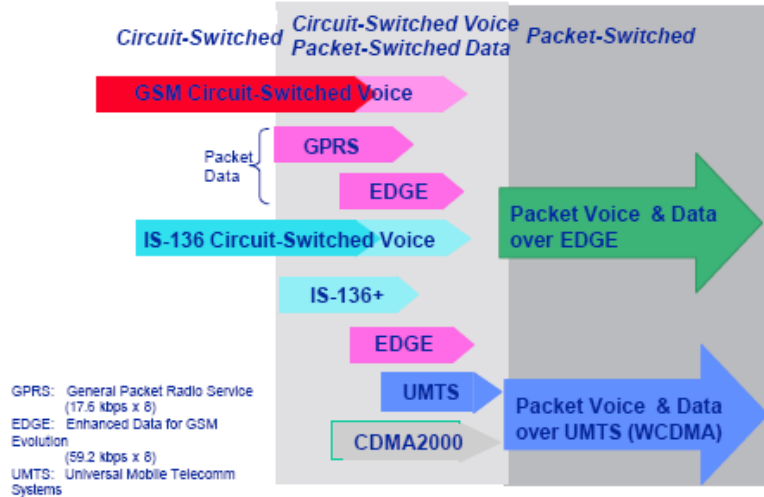 Circuit-Switched
Circuit-Switched Voice
Packet-Switched Data
Packet-Switched
GSM Circuit-Switched Voice
Packet
Data
GPRS
EDGE
Packet Voice & Data
over EDGE
IS-136 Circuit-Switched Voice
IS-136+
EDGE
UMTS
CDMA2000
Packet Voice & Data
over UMTS (WCDMA)
GPRS: General Packet Radio Service
(17.6 kbps x 8)
EDGE: Enhanced Data for GSM
Evolution
(59.2 kbps x 8)
UMTS: Universal Mobile Telecomm
Systems